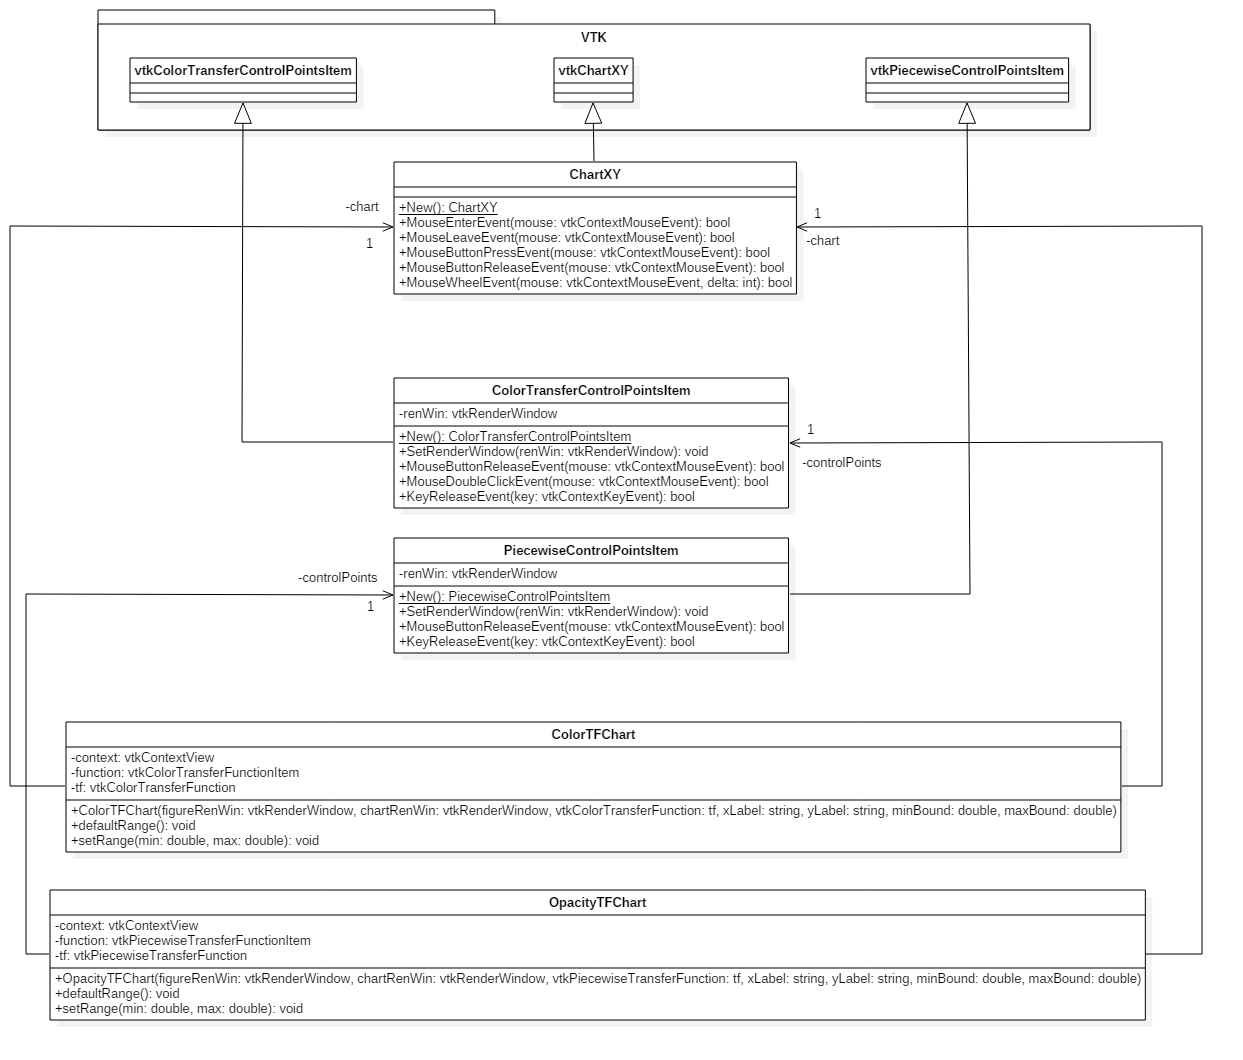 VTK
vtkColorTransferControlPointsItem
vtkChartXY
vtkPiecewiseControlPointsItem
ChartXY
+New(): ChartXY
+MouseEnterEvent(mouse: vtkContextMouseEvent): bool
+MouseLeaveEvent(mouse: vtkContextMouseEvent): bool
+MouseButtonPressEvent(mouse: vtkContextMouseEvent): bool
+MouseButtonReleaseEvent(mouse: vtkContextMouseEvent): bool
+MouseWheelEvent(mouse: vtkContextMouseEvent, delta: int): bool
-chart
1
1
-chart
ColorTransferControlPointsItem
-renWin: vtkRenderWindow
+New(): ColorTransferControlPointsItem
+SetRenderWindow(renWin: vtkRenderWindow): void
+MouseButtonReleaseEvent(mouse: vtkContextMouseEvent): bool
+MouseDoubleClickEvent(mouse: vtkContextMouseEvent): bool
+KeyReleaseEvent(key: vtkContextKeyEvent): bool
1
-controlPoints
PiecewiseControlPointsItem
-renWin: vtkRenderWindow
+New(): PiecewiseControlPointsItem
+SetRenderWindow(renWin: vtkRenderWindow): void
+MouseButtonReleaseEvent(mouse: vtkContextMouseEvent): bool
+KeyReleaseEvent(key: vtkContextKeyEvent): bool
-controlPoints
1
ColorTFChart
-context: vtkContextView
-function: vtkColorTransferFunctionItem
-tf: vtkColorTransferFunction
+ColorTFChart(figureRenWin: vtkRenderWindow, chartRenWin: vtkRenderWindow, vtkColorTransferFunction: tf, xLabel: string, yLabel: string, minBound: double, maxBound: double)
+defaultRange(): void
+setRange(min: double, max: double): void
OpacityTFChart
-context: vtkContextView
-function: vtkPiecewiseTransferFunctionItem
-tf: vtkPiecewiseTransferFunction
+OpacityTFChart(figureRenWin: vtkRenderWindow, chartRenWin: vtkRenderWindow, vtkPiecewiseTransferFunction: tf, xLabel: string, yLabel: string, minBound: double, maxBound: double)
+defaultRange(): void
+setRange(min: double, max: double): void